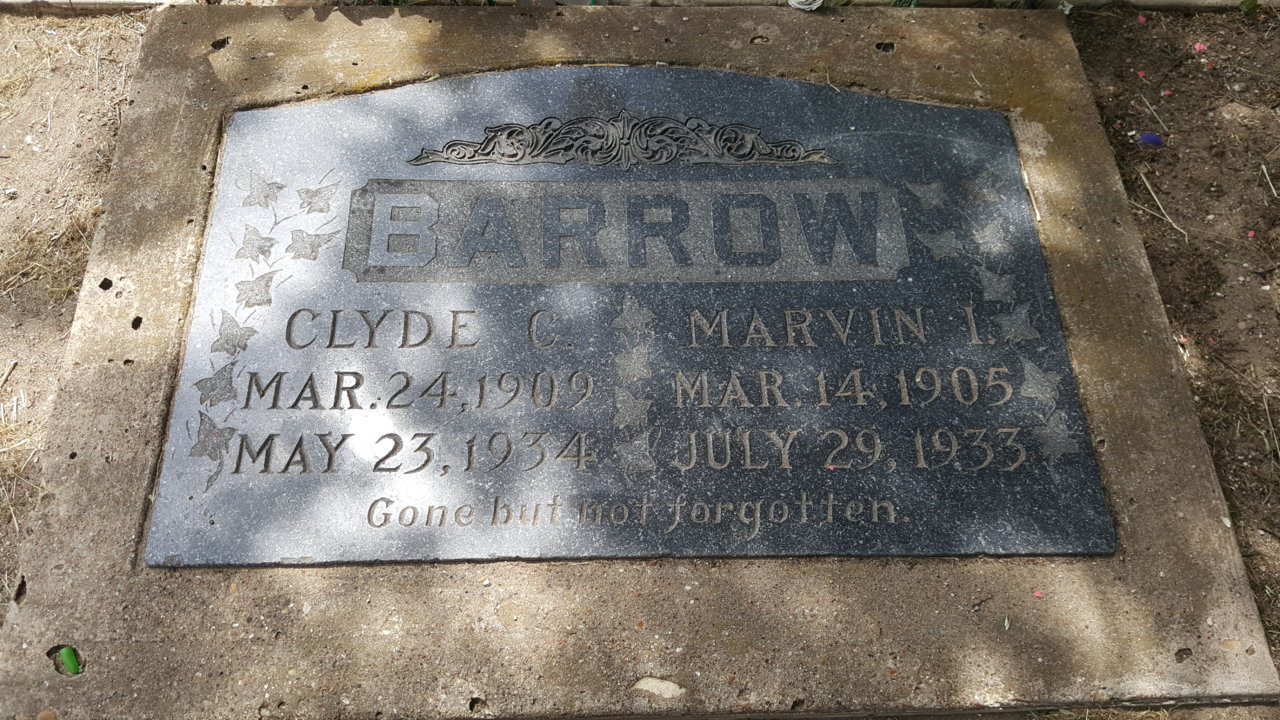 BARROW
CLYDE C. MARVIN I.
MAR. 24, 1909 MAR. 14, 1905
MAY 23, 1934 JULY 29, 1933
Gone but not forgotten.